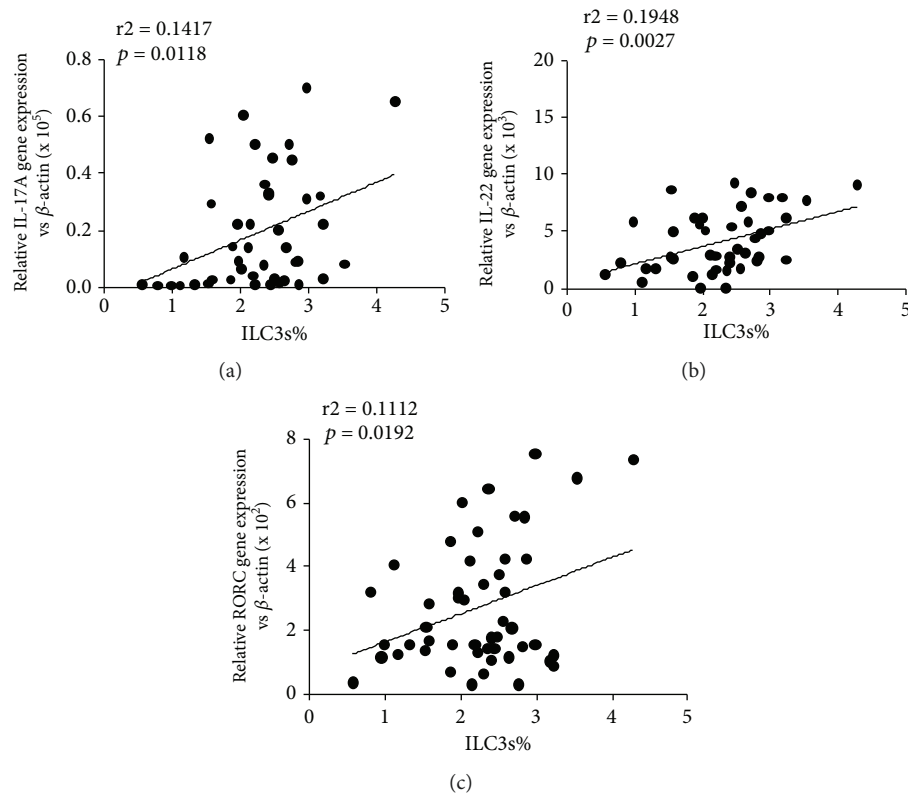 r2 = 0.1417
p = 0.0118
Relative IL-17A gene expression
vs β-actin (x 10⁵)
0.8
0.6
0.4
0.2
0.0
0 1 2 3 4 5
ILC3s%
(a)
r2 = 0.1948
p = 0.0027
Relative IL-22 gene expression
vs β-actin (x 10³)
20
15
10
5
0
0 1 2 3 4 5
ILC3s%
(b)
r2 = 0.1112
p = 0.0192
Relative RORC gene expression
vs β-actin (x 10²)
8
6
4
2
0
0 1 2 3 4 5
ILC3s%
(c)